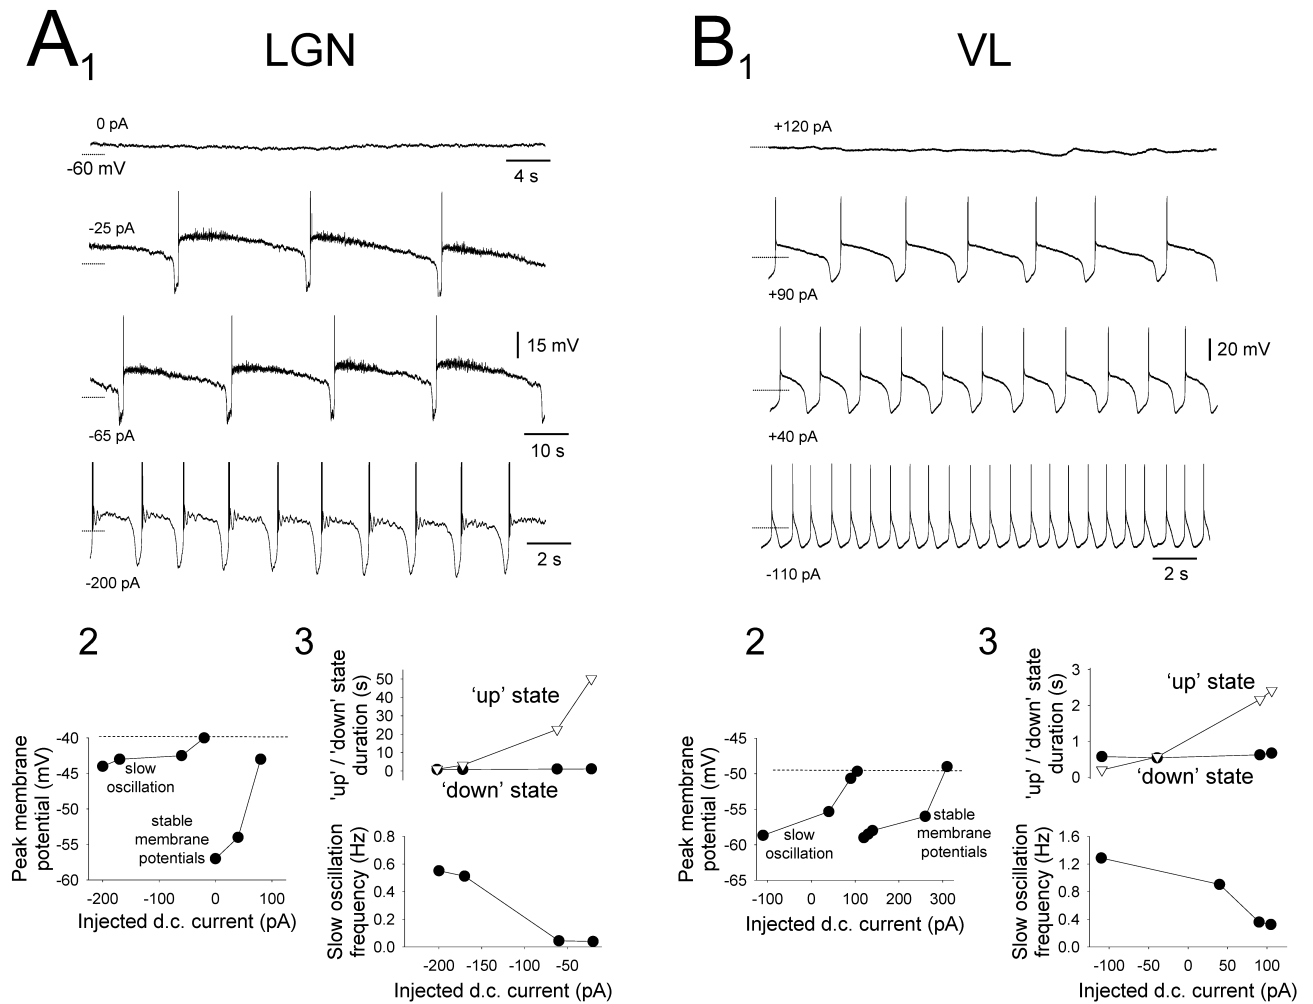 A1 LGN
0 pA
-60 mV
4 s
-25 pA
15 mV
-65 pA
10 s
2 s
-200 pA
2
Peak membrane
potential (mV)
-40
-45
-50
-55
-60
slow
oscillation
stable
membrane
potentials
-200 -100 0 100
Injected d.c. current (pA)
3
'up' / 'down' state
duration (s)
50
40
30
20
10
0
'up' state
'down' state
Slow oscillation
frequency (Hz)
0.8
0.6
0.4
0.2
0.0
-200 -150 -100 -50
Injected d.c. current (pA)
B1 VL
+120 pA
+90 pA
20 mV
+40 pA
2 s
-110 pA
2
Peak membrane
potential (mV)
-45
-50
-55
-60
-65
slow
oscillation
stable
membrane
potentials
-100 0 100 200 300
Injected d.c. current (pA)
3
'up' / 'down' state
duration (s)
3
2
1
0
'up' state
'down' state
Slow oscillation
frequency (Hz)
1.6
1.2
0.8
0.4
0.0
-100 -50 0 50 100
Injected d.c. current (pA)